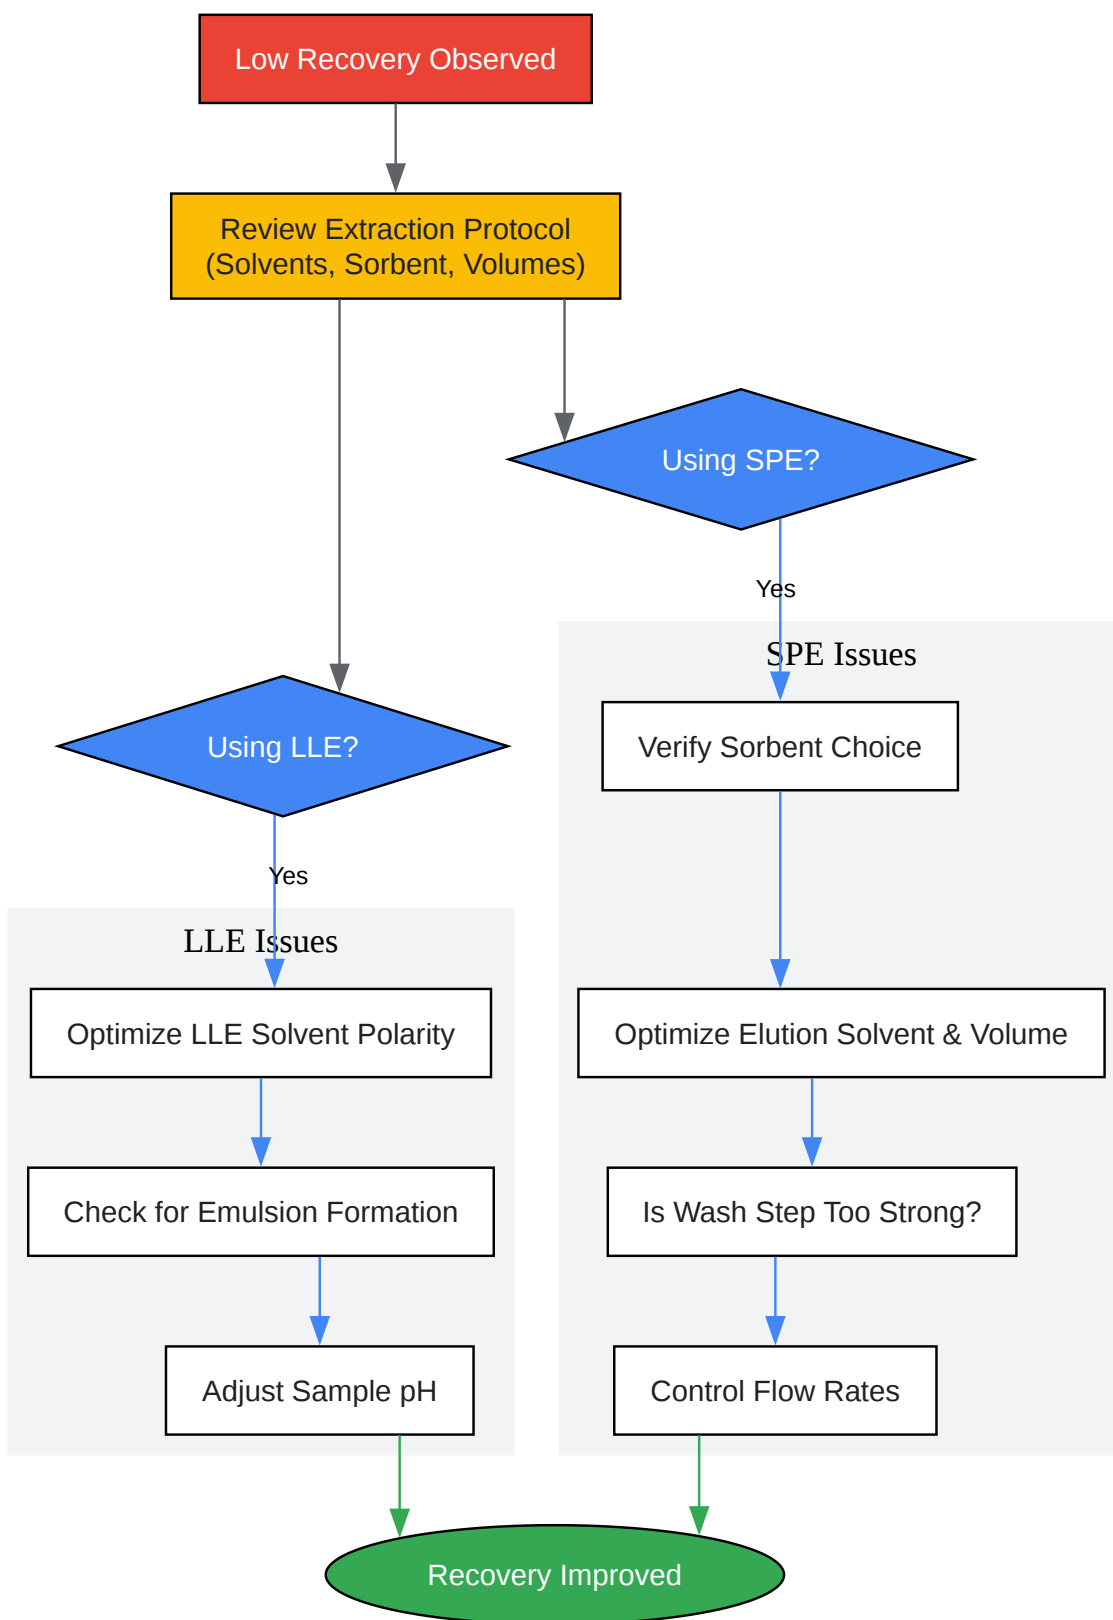 Low Recovery Observed
Review Extraction Protocol
(Solvents, Sorbent, Volumes)
Using SPE?
Yes
SPE Issues
Verify Sorbent Choice
Optimize Elution Solvent & Volume
Is Wash Step Too Strong?
Control Flow Rates
Using LLE?
Yes
LLE Issues
Optimize LLE Solvent Polarity
Check for Emulsion Formation
Adjust Sample pH
Recovery Improved